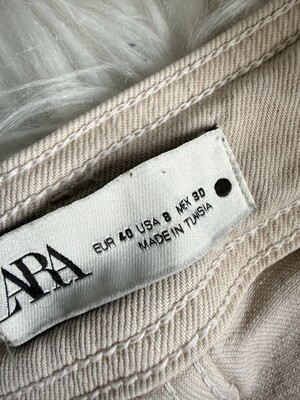 ZARA
EUR 40 USA 8 MEX 30
MADE IN TUNISIA